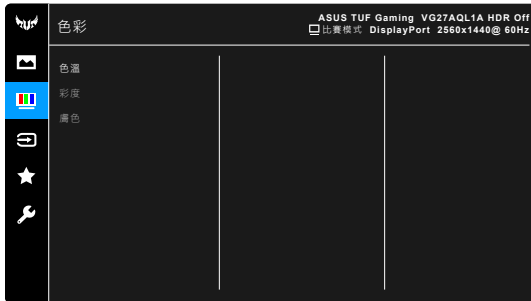 色彩
ASUS TUF Gaming VG27AQL1A HDR Off
比賽模式 DisplayPort 2560x1440@ 60Hz
色溫
彩度
膚色